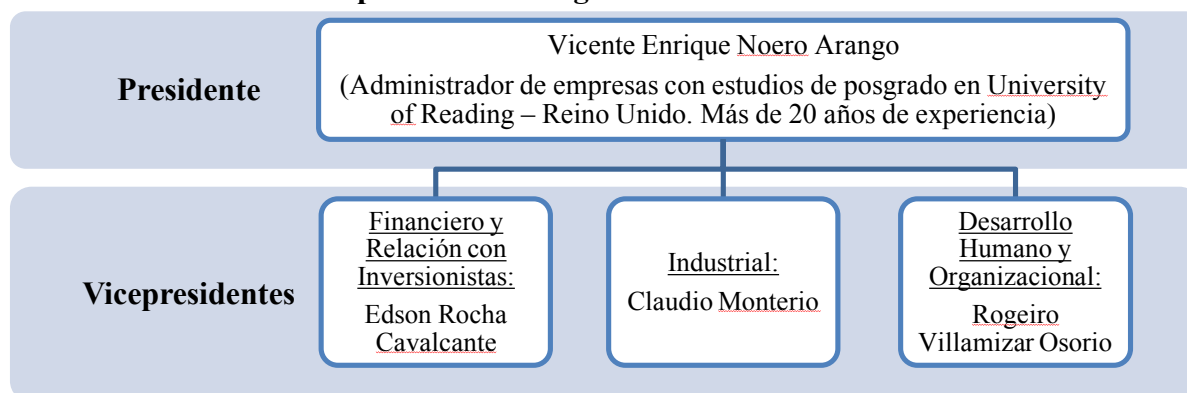 Presidente
Vicente Enrique Noero Arango
(Administrador de empresas con estudios de posgrado en University
of Reading – Reino Unido. Más de 20 años de experiencia)
Vicepresidentes
Financiero y
Relación con
Inversionistas:
Edson Rocha
Cavalcante
Industrial:
Claudio Monterio
Desarrollo
Humano y
Organizacional:
Rogeiro
Villamizar Osorio